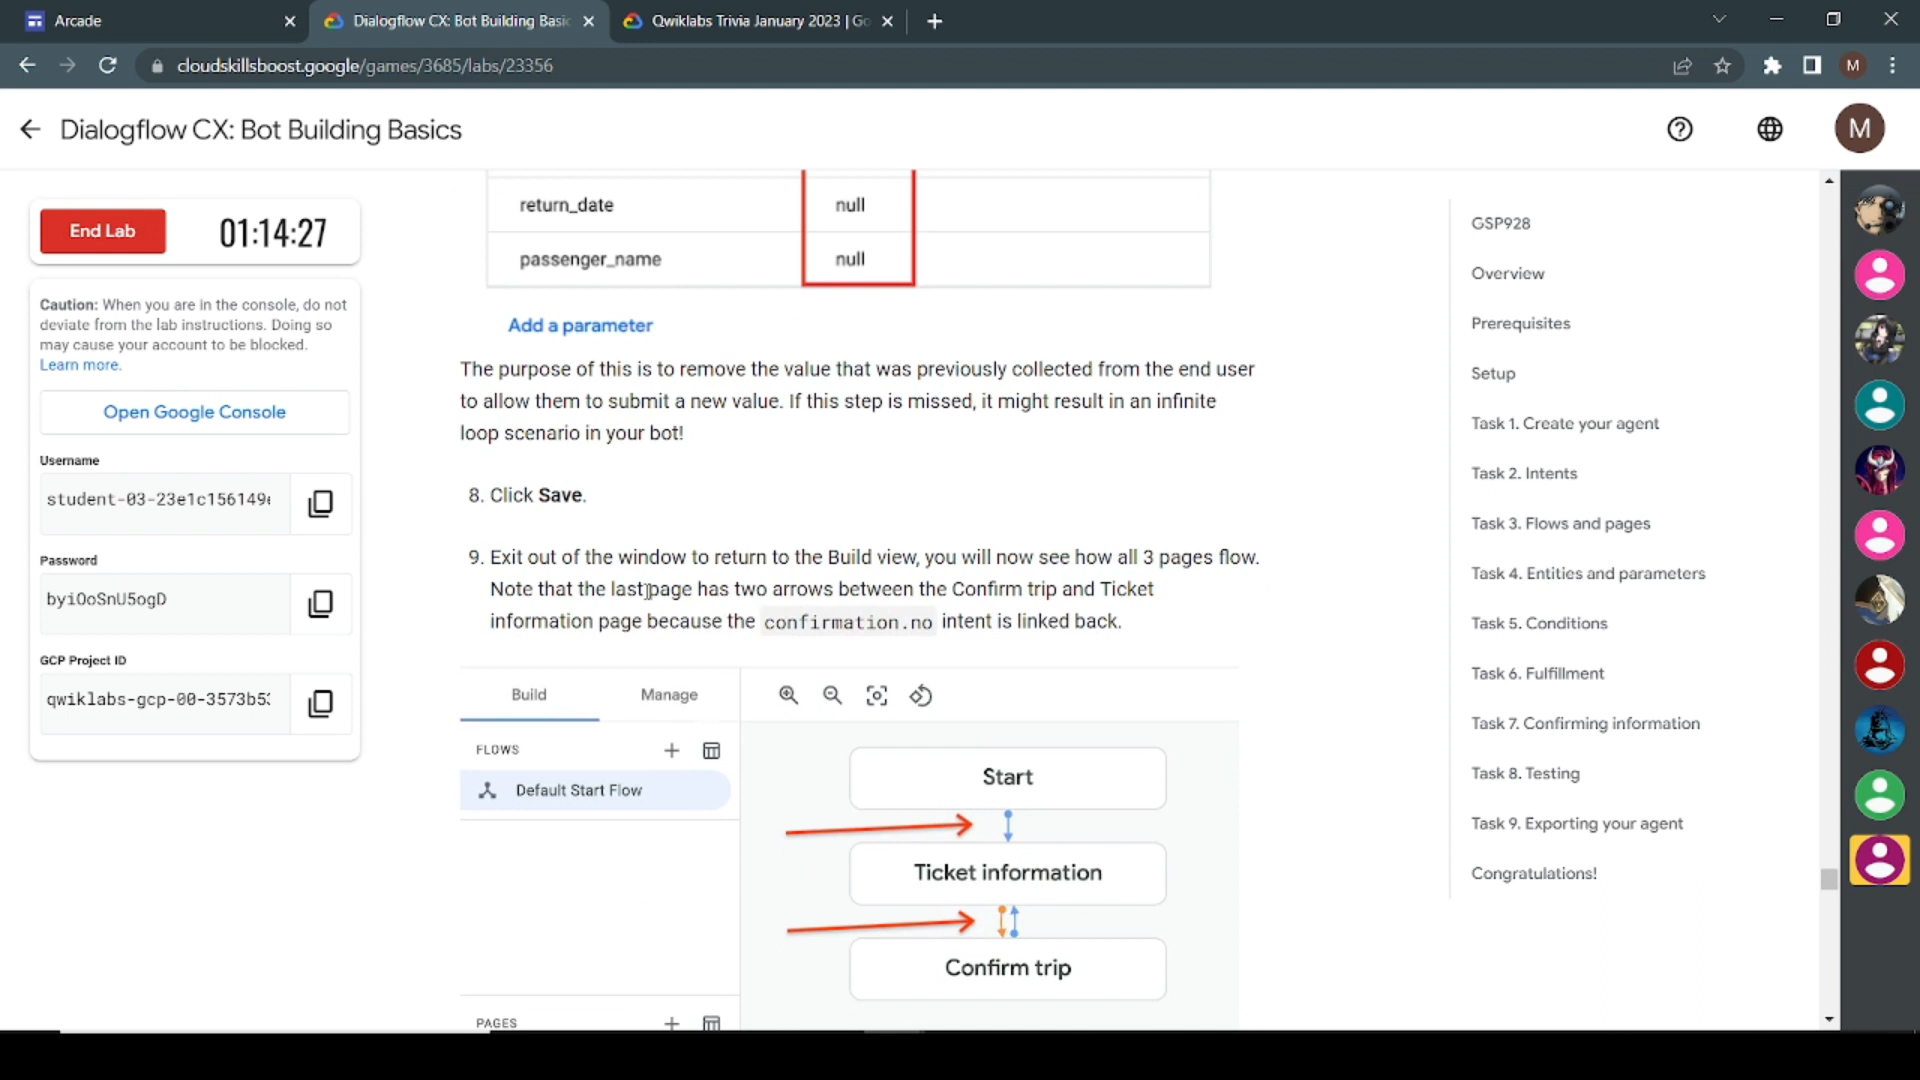 Arcade
Dialogflow CX: Bot Building Basic
Qwiklabs Trivia January 2023 | Go
cloudskillsboost.google/games/3685/labs/23356
M
Dialogflow CX: Bot Building Basics
M
End Lab
01:14:27
Caution: When you are in the console, do not
deviate from the lab instructions. Doing so
may cause your account to be blocked.
Learn more.
Open Google Console
Username
student-03-23e1c156149
Password
byiOoSnU5ogD
GCP Project ID
qwiklabs-gcp-00-3573b53
return_date null
passenger_name null
Add a parameter
The purpose of this is to remove the value that was previously collected from the end user
to allow them to submit a new value. If this step is missed, it might result in an infinite
loop scenario in your bot!
8. Click Save.
9. Exit out of the window to return to the Build view, you will now see how all 3 pages flow.
Note that the last page has two arrows between the Confirm trip and Ticket
information page because the confirmation.no intent is linked back.
Build Manage
FLOWS
Default Start Flow
PAGES
Start
Ticket information
Confirm trip
GSP928
Overview
Prerequisites
Setup
Task 1. Create your agent
Task 2. Intents
Task 3. Flows and pages
Task 4. Entities and parameters
Task 5. Conditions
Task 6. Fulfillment
Task 7. Confirming information
Task 8. Testing
Task 9. Exporting your agent
Congratulations!